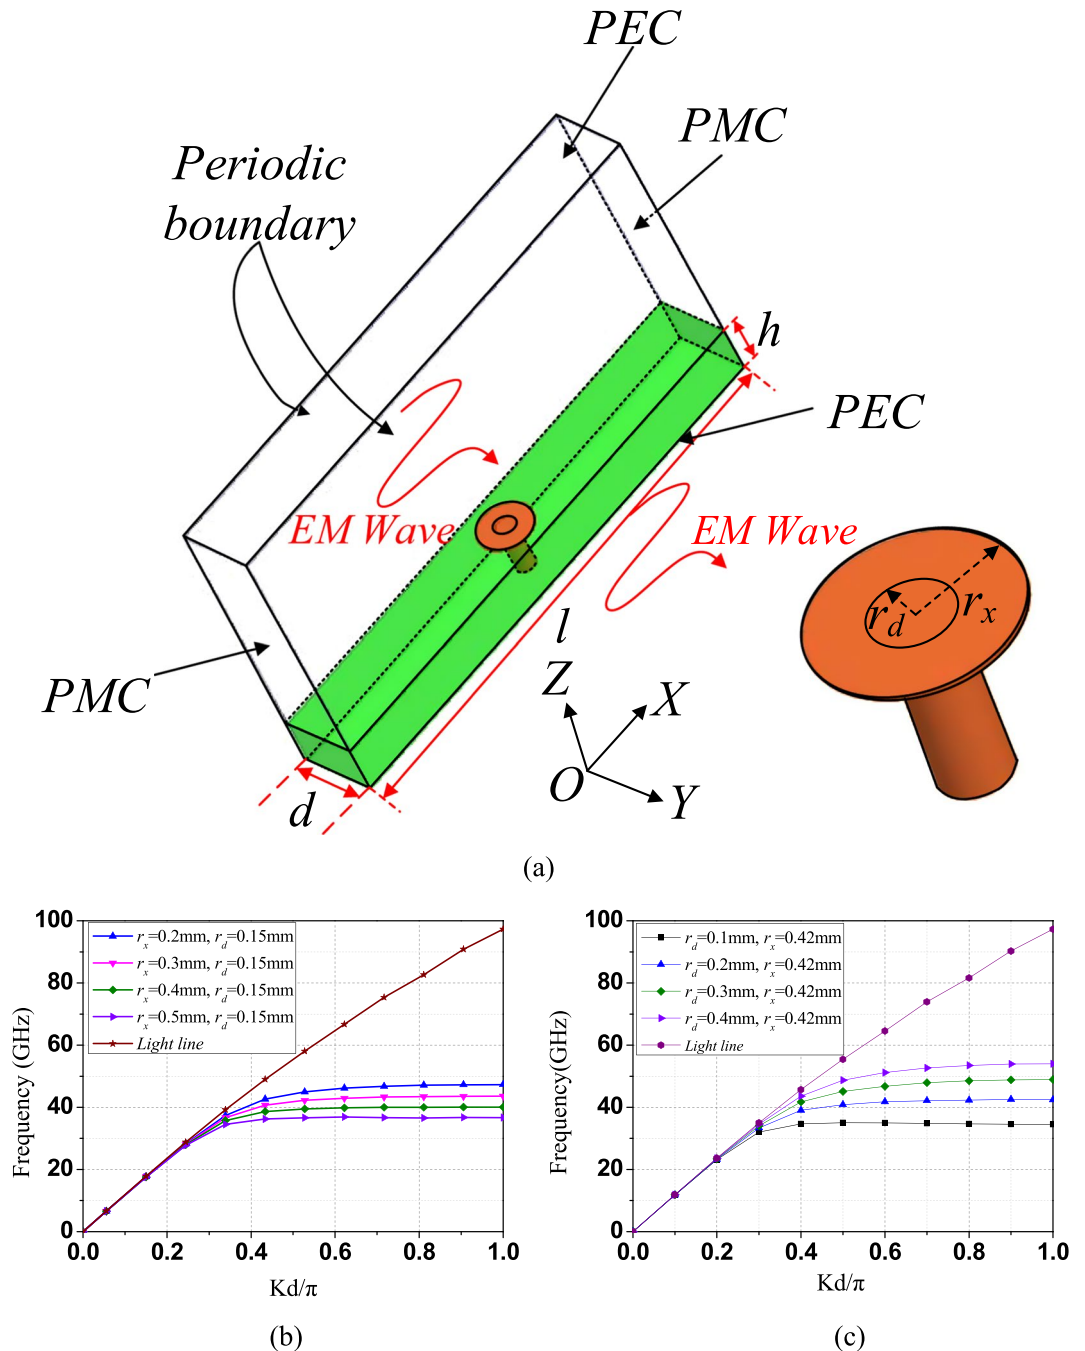 PEC
PMC
Periodic
boundary
h
PEC
EM Wave
EM Wave
r_d
r_x
l
Z
X
PMC
O
Y
d
(a)
100
80
60
40
20
0
Frequency (GHz)
r_x=0.2mm, r_d=0.15mm
r_x=0.3mm, r_d=0.15mm
r_x=0.4mm, r_d=0.15mm
r_x=0.5mm, r_d=0.15mm
Light line
0.0 0.2 0.4 0.6 0.8 1.0
Kd/π
(b)
100
80
60
40
20
0
Frequency(GHz)
r_d=0.1mm, r_x=0.42mm
r_d=0.2mm, r_x=0.42mm
r_d=0.3mm, r_x=0.42mm
r_d=0.4mm, r_x=0.42mm
Light line
0.0 0.2 0.4 0.6 0.8 1.0
Kd/π
(c)